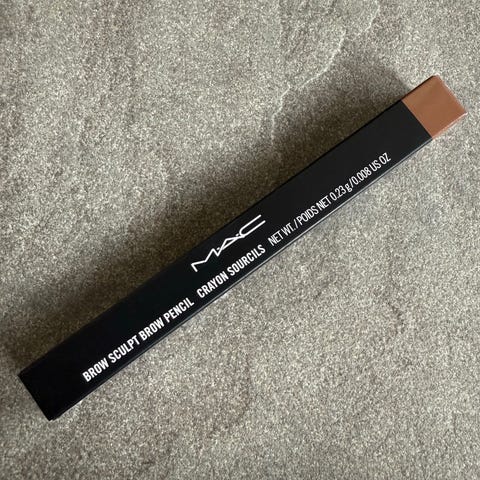 MAC
BROW SCULPT BROW PENCIL CRAYON SOURCILS NET WT. / POIDS NET 0.23 g / 0.008 US OZ